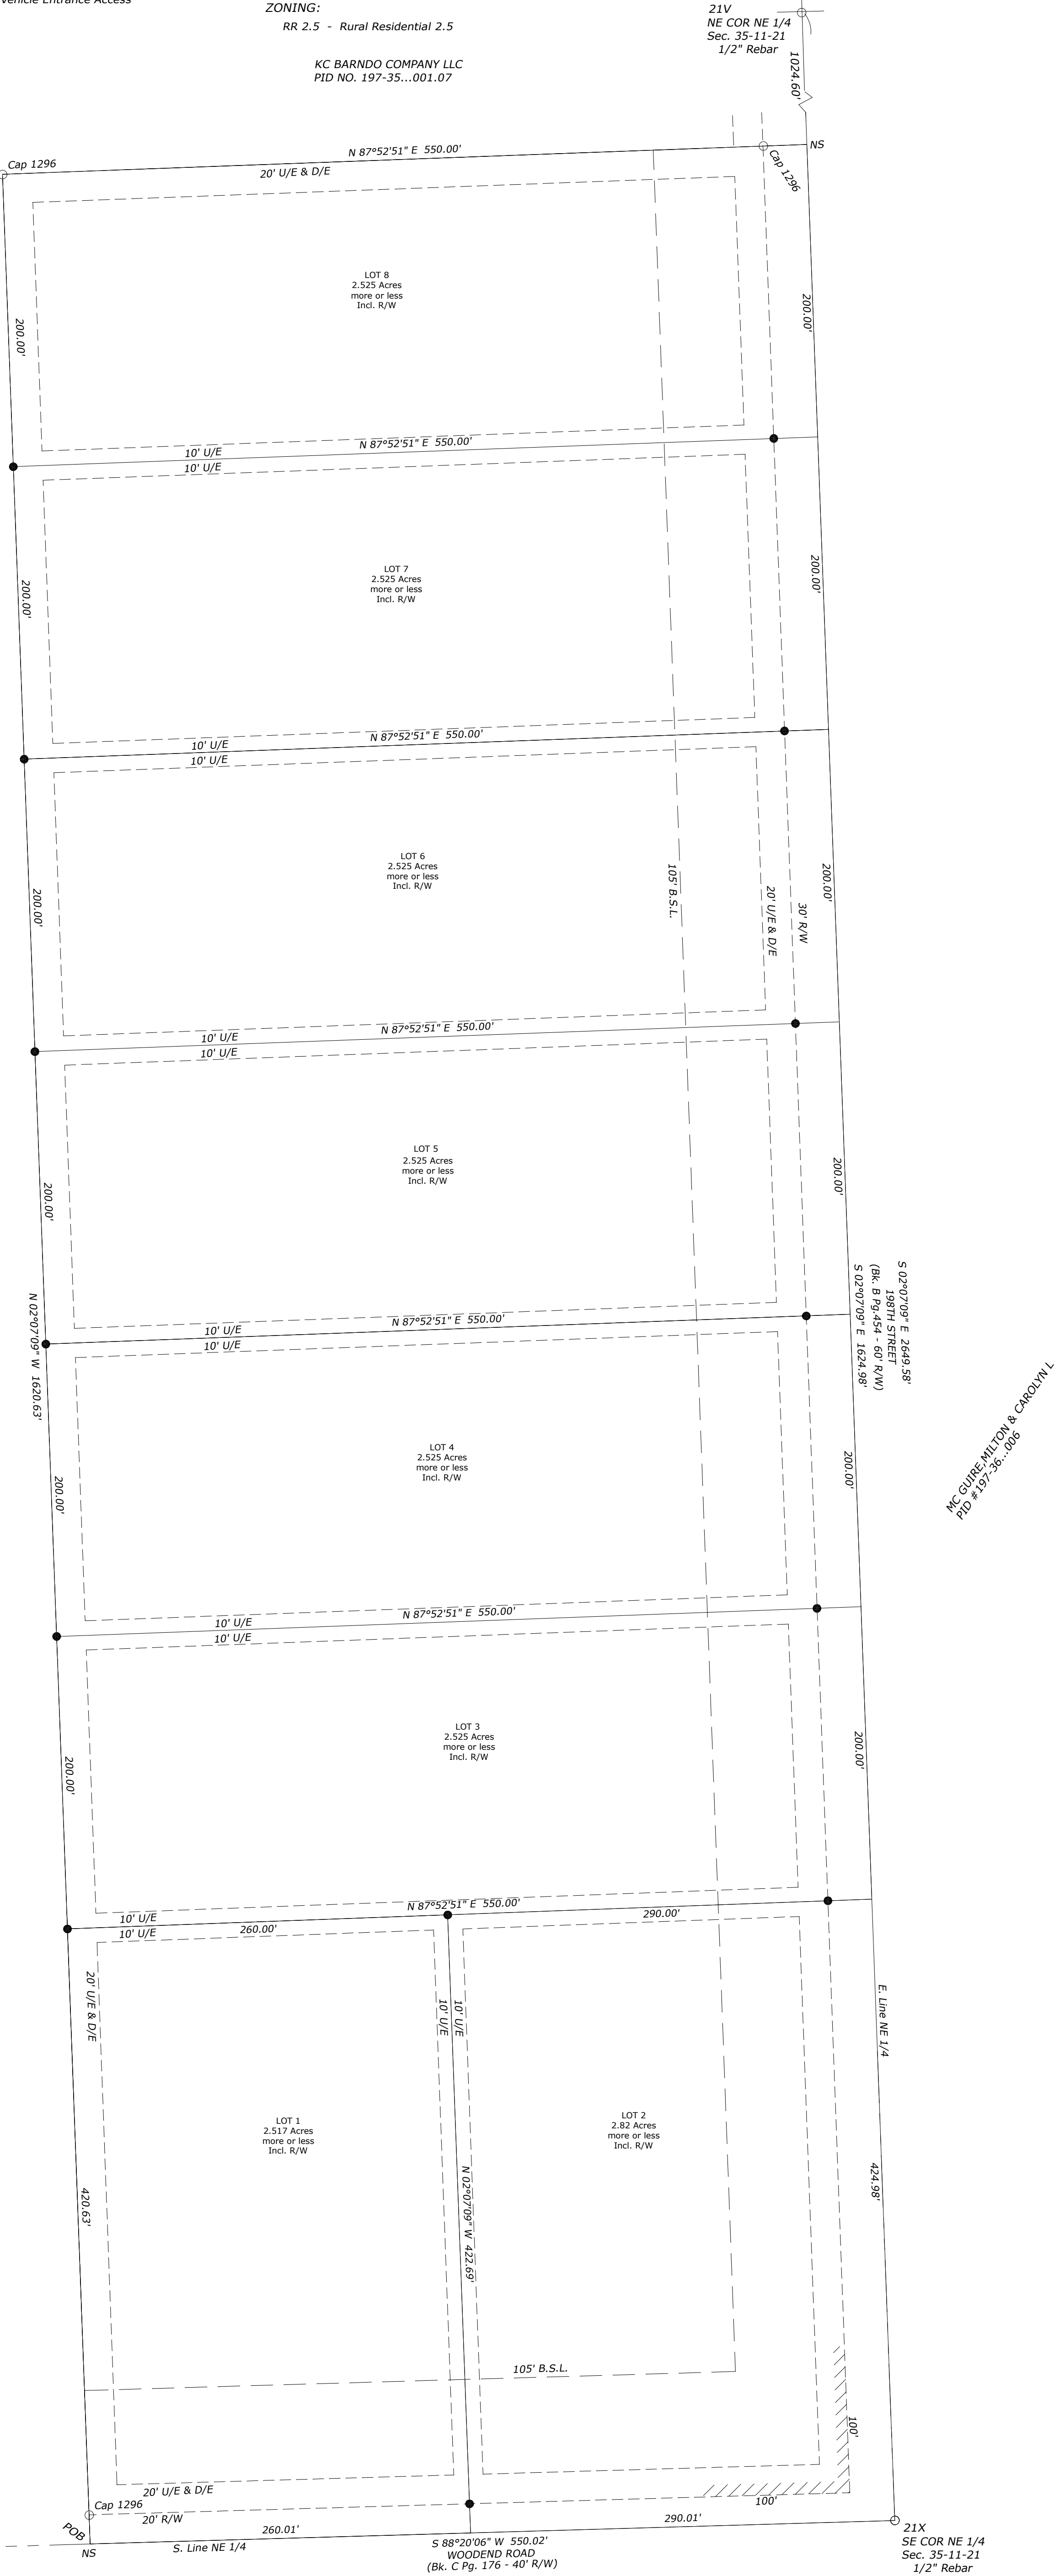 Vehicle Entrance Access
ZONING:
RR 2.5 - Rural Residential 2.5
KC BARNDO COMPANY LLC
PID NO. 197-35...001.07
21V
NE COR NE 1/4
Sec. 35-11-21
1/2" Rebar
1024.60'
Cap 1296
N 87°52'51" E 550.00'
20' U/E & D/E
Cap 1296
NS
LOT 8
2.525 Acres
more or less
Incl. R/W
200.00'
200.00'
N 87°52'51" E 550.00'
10' U/E
10' U/E
LOT 7
2.525 Acres
more or less
Incl. R/W
200.00'
200.00'
N 87°52'51" E 550.00'
10' U/E
10' U/E
LOT 6
2.525 Acres
more or less
Incl. R/W
200.00'
105' B.S.L.
20' U/E & D/E
30' R/W
200.00'
N 87°52'51" E 550.00'
10' U/E
10' U/E
LOT 5
2.525 Acres
more or less
Incl. R/W
200.00'
200.00'
N 02°07'09" W 1620.63'
S 02°07'09" E 2649.58'
198TH STREET
(Bk. B Pg.454 - 60' R/W)
S 02°07'09" E 1624.98'
N 87°52'51" E 550.00'
10' U/E
10' U/E
MC GUIRE,MILTON & CAROLYN L
PID #197-36...006
LOT 4
2.525 Acres
more or less
Incl. R/W
200.00'
200.00'
N 87°52'51" E 550.00'
10' U/E
10' U/E
LOT 3
2.525 Acres
more or less
Incl. R/W
200.00'
200.00'
N 87°52'51" E 550.00'
10' U/E
10' U/E
260.00'
290.00'
20' U/E & D/E
10' U/E
10' U/E
E. Line NE 1/4
LOT 1
2.517 Acres
more or less
Incl. R/W
LOT 2
2.82 Acres
more or less
Incl. R/W
420.63'
N 02°07'09" W 422.69'
424.98'
105' B.S.L.
100'
20' U/E & D/E
100'
Cap 1296
20' R/W
POB
NS
S. Line NE 1/4
260.01'
290.01'
S 88°20'06" W 550.02'
WOODEND ROAD
(Bk. C Pg. 176 - 40' R/W)
21X
SE COR NE 1/4
Sec. 35-11-21
1/2" Rebar